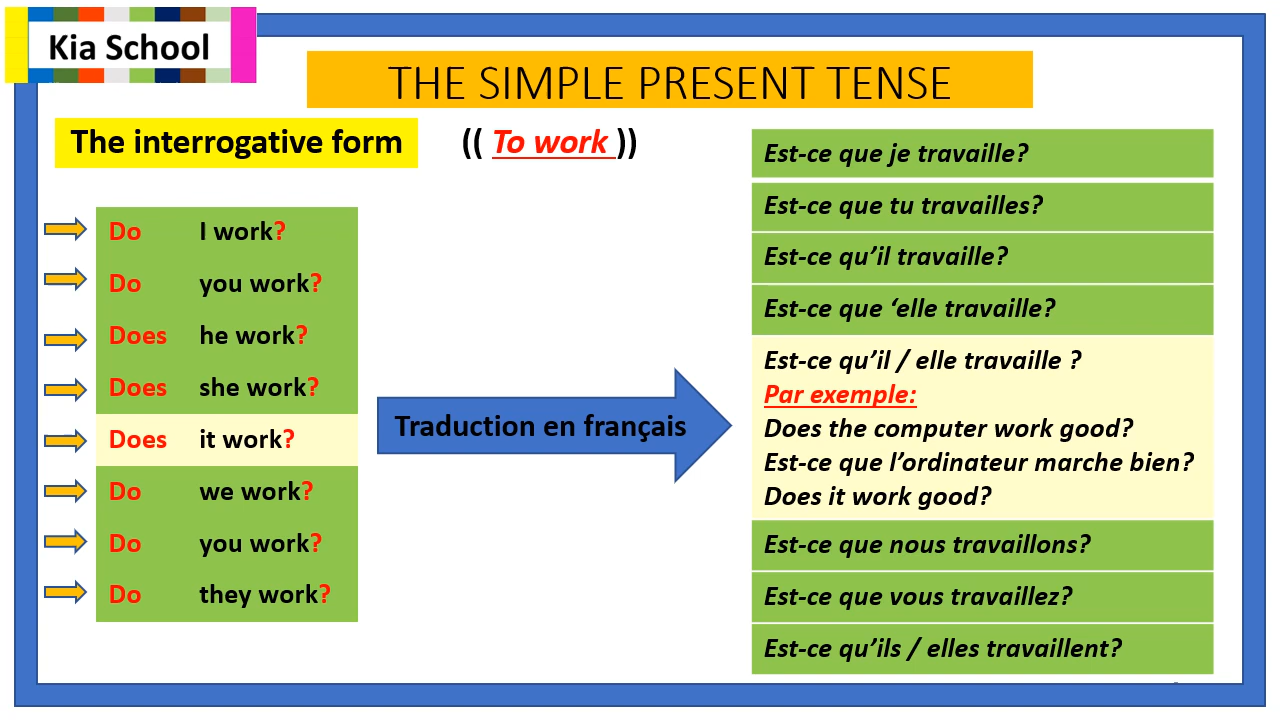 Kia School
THE SIMPLE PRESENT TENSE
The interrogative form (( To work ))
Do I work?
Do you work?
Does he work?
Does she work?
Does it work?
Do we work?
Do you work?
Do they work?
Traduction en français
Est-ce que je travaille?
Est-ce que tu travailles?
Est-ce qu’il travaille?
Est-ce que ‘elle travaille?
Est-ce qu’il / elle travaille ?
Par exemple:
Does the computer work good?
Est-ce que l’ordinateur marche bien?
Does it work good?
Est-ce que nous travaillons?
Est-ce que vous travaillez?
Est-ce qu’ils / elles travaillent?